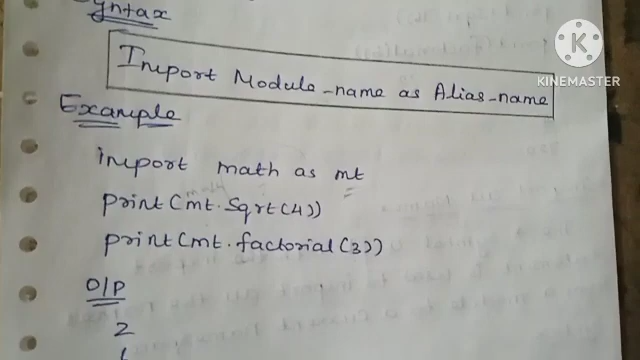 Syntax
Import Module_name as Alias_name
KINEMASTER
Example
import math as mt
math
print(mt.Sqrt(4))
print(mt.factorial(3))
O/P
2